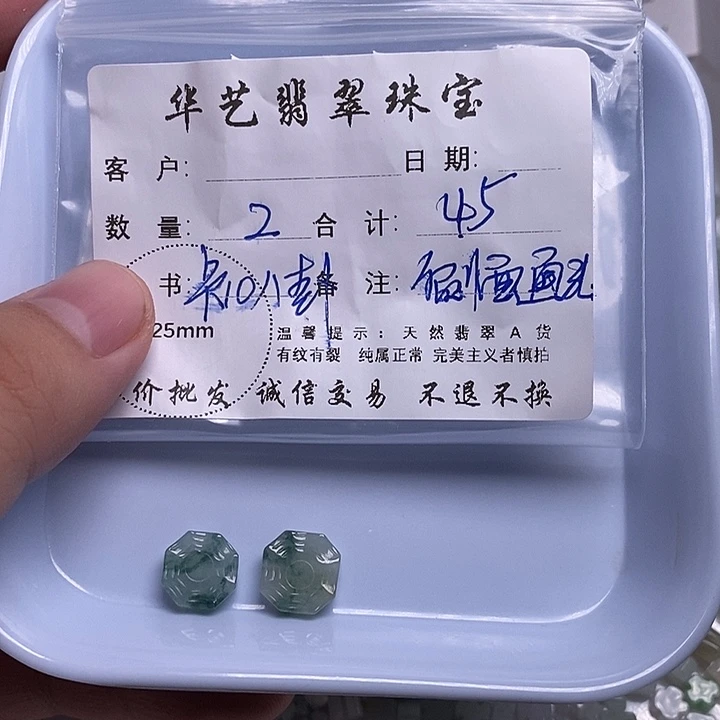 华艺翡翠珠宝
客 户: 日 期:
数 量: 2 合 计: 45
书: 10八卦 备 注:
25mm
温馨提示:天然翡翠A货
有纹有裂 纯属正常 完美主义者慎拍
价批发 诚信交易 不退不换